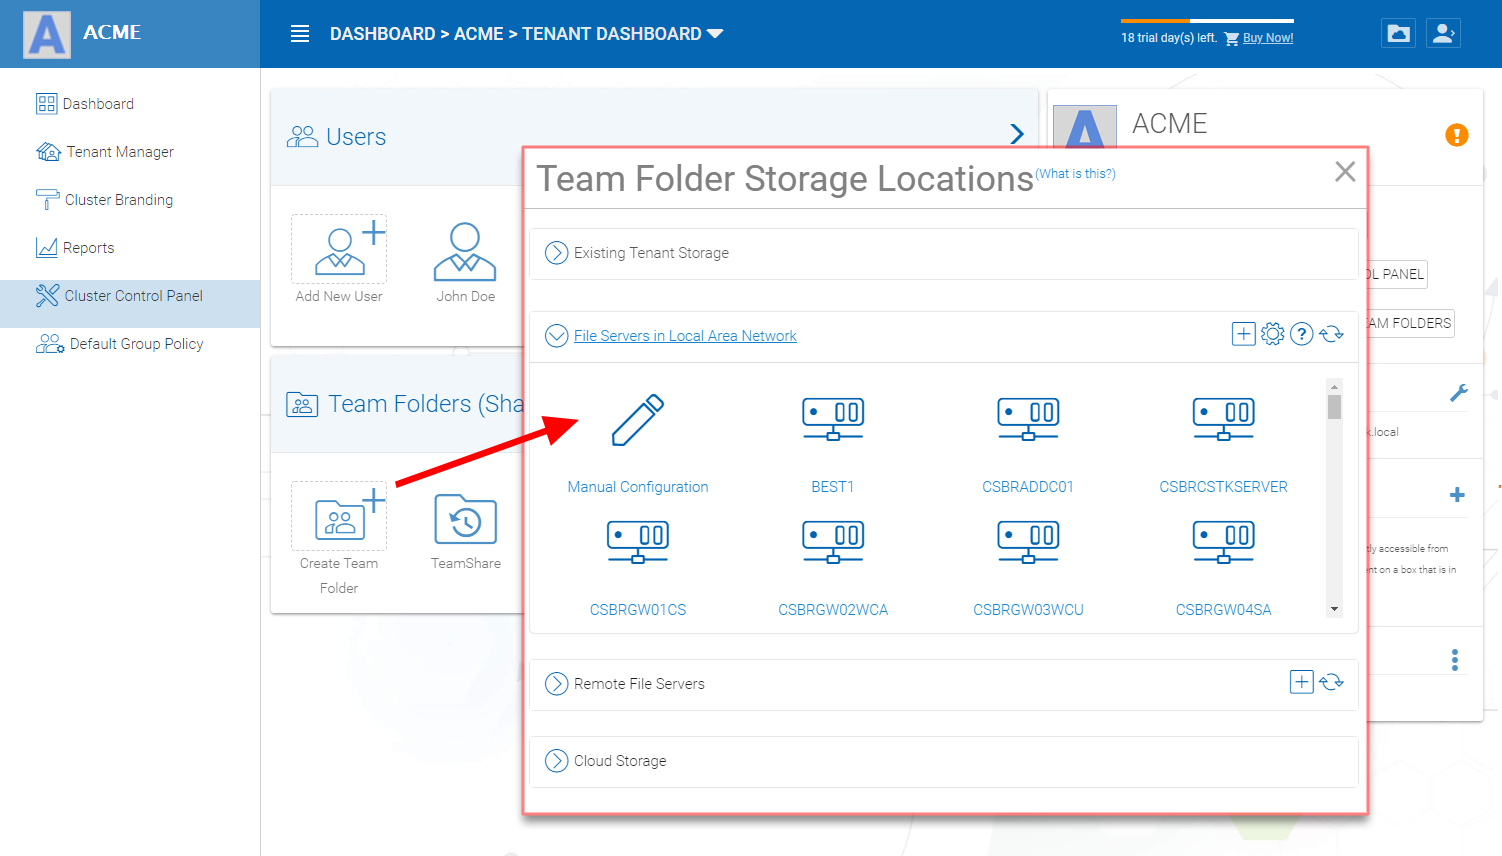 A
ACME
DASHBOARD > ACME > TENANT DASHBOARD
18 trial day(s) left. Buy Now!
Dashboard
Tenant Manager
Cluster Branding
Reports
Cluster Control Panel
Default Group Policy
Users
Add New User
John Doe
Team Folders (Sha
Create Team
Folder
TeamShare
A
ACME
Team Folder Storage Locations (What is this?)
Existing Tenant Storage
File Servers in Local Area Network
?
Manual Configuration
BEST1
CSBRADDC01
CSBRCSTKSERVER
CSBRGW01CS
CSBRGW02WCA
CSBRGW03WCU
CSBRGW04SA
Remote File Servers
Cloud Storage
OL PANEL
EAM FOLDERS
k.local
tly accessible from
ent on a box that is in